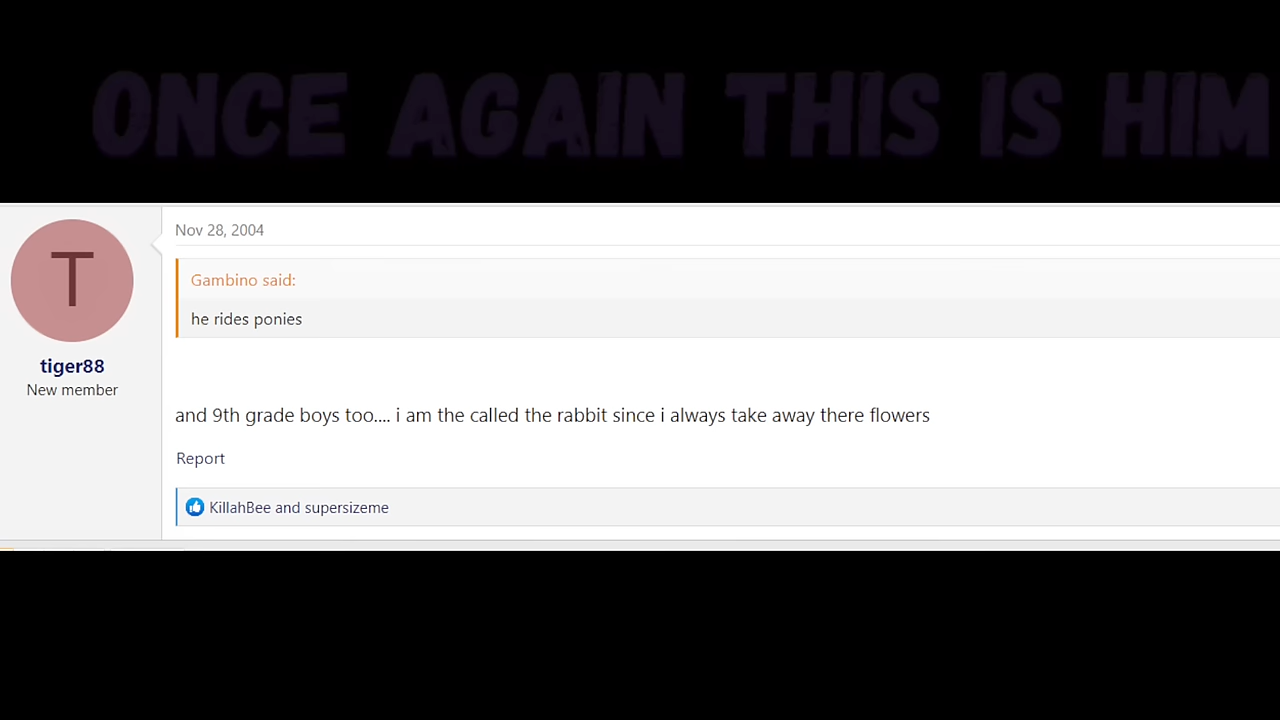 ONCE AGAIN THIS IS HIM
Nov 28, 2004
T
Gambino said:
he rides ponies
tiger88
New member
and 9th grade boys too.... i am the called the rabbit since i always take away there flowers
Report
KillahBee and supersizeme